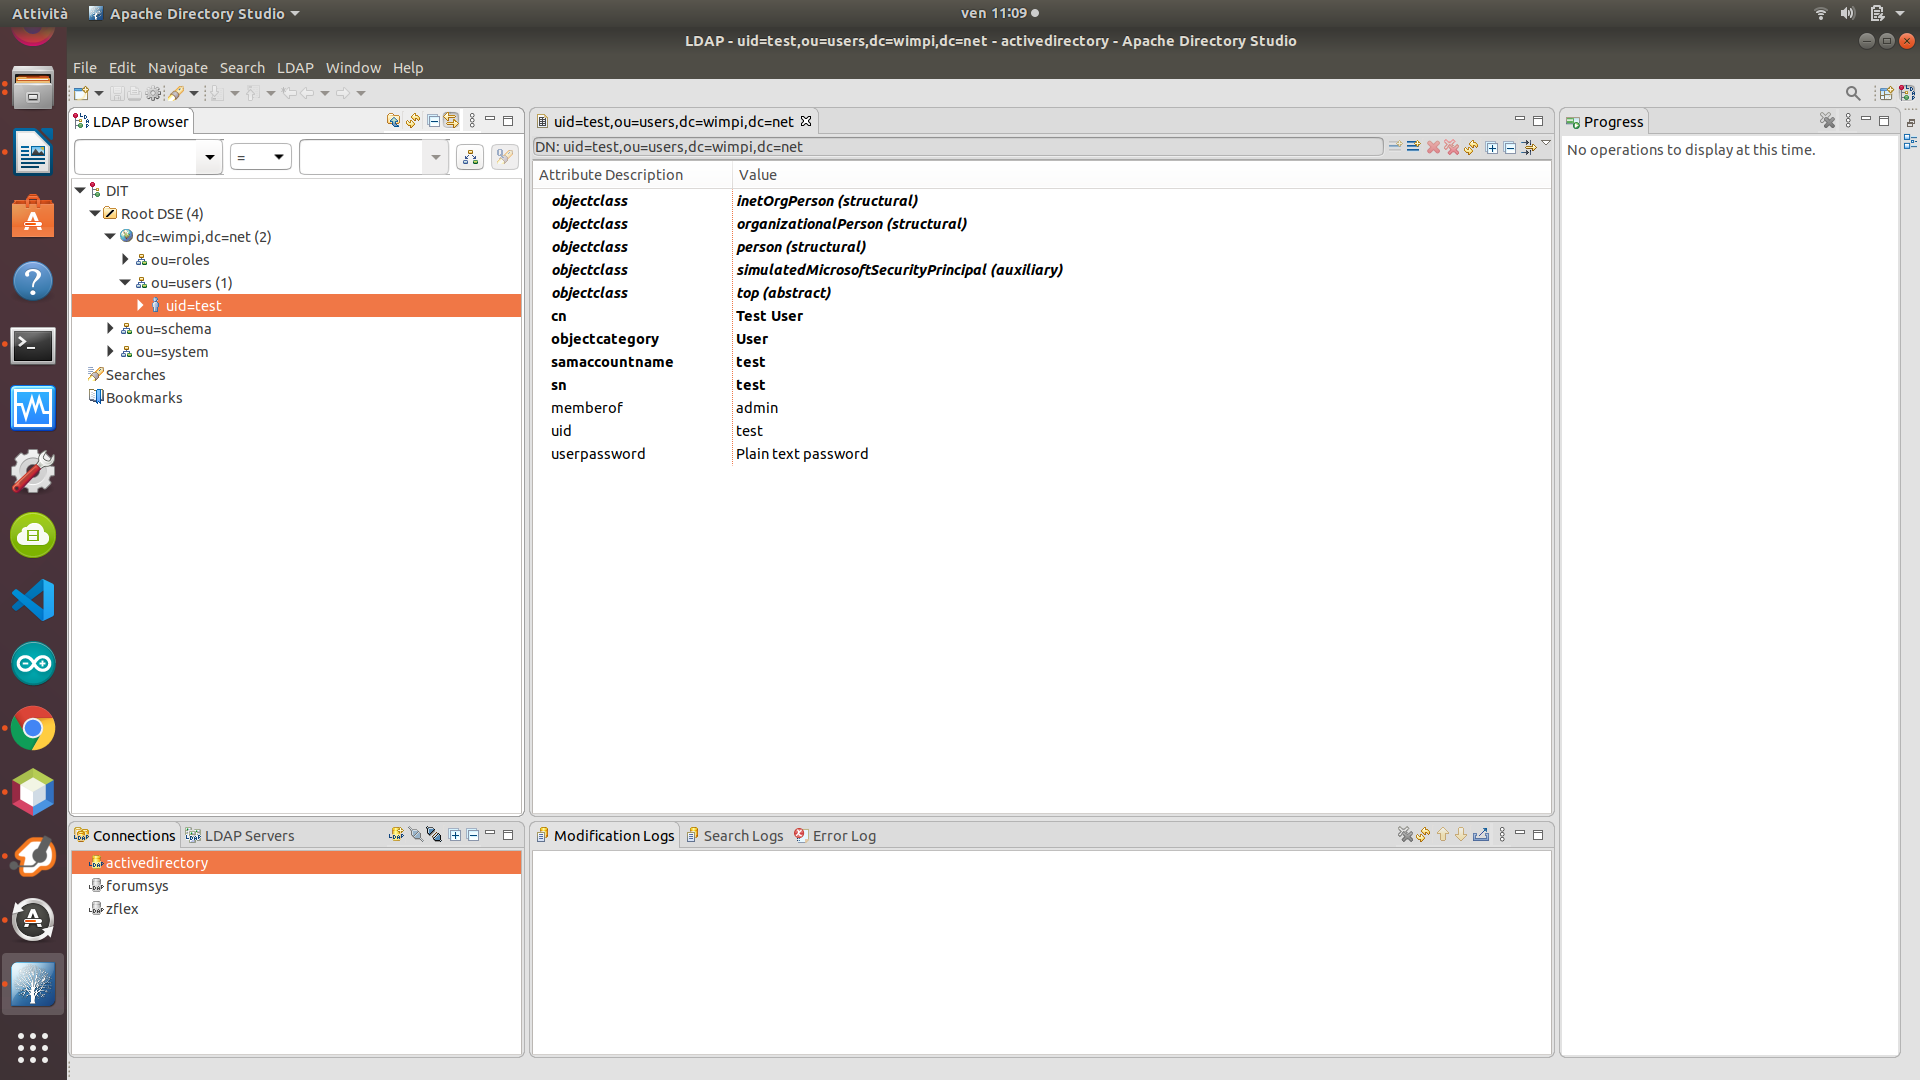 Attività
Apache Directory Studio
ven 11:09
LDAP - uid=test,ou=users,dc=wimpi,dc=net - activedirectory - Apache Directory Studio
File Edit Navigate Search LDAP Window Help
LDAP Browser
=
DIT
Root DSE (4)
dc=wimpi,dc=net (2)
ou=roles
ou=users (1)
uid=test
ou=schema
ou=system
Searches
Bookmarks
uid=test,ou=users,dc=wimpi,dc=net
DN: uid=test,ou=users,dc=wimpi,dc=net
Attribute Description Value
objectclass inetOrgPerson (structural)
objectclass organizationalPerson (structural)
objectclass person (structural)
objectclass simulatedMicrosoftSecurityPrincipal (auxiliary)
objectclass top (abstract)
cn Test User
objectcategory User
samaccountname test
sn test
memberof admin
uid test
userpassword Plain text password
Progress
No operations to display at this time.
Connections LDAP Servers
activedirectory
forumsys
zflex
Modification Logs Search Logs Error Log